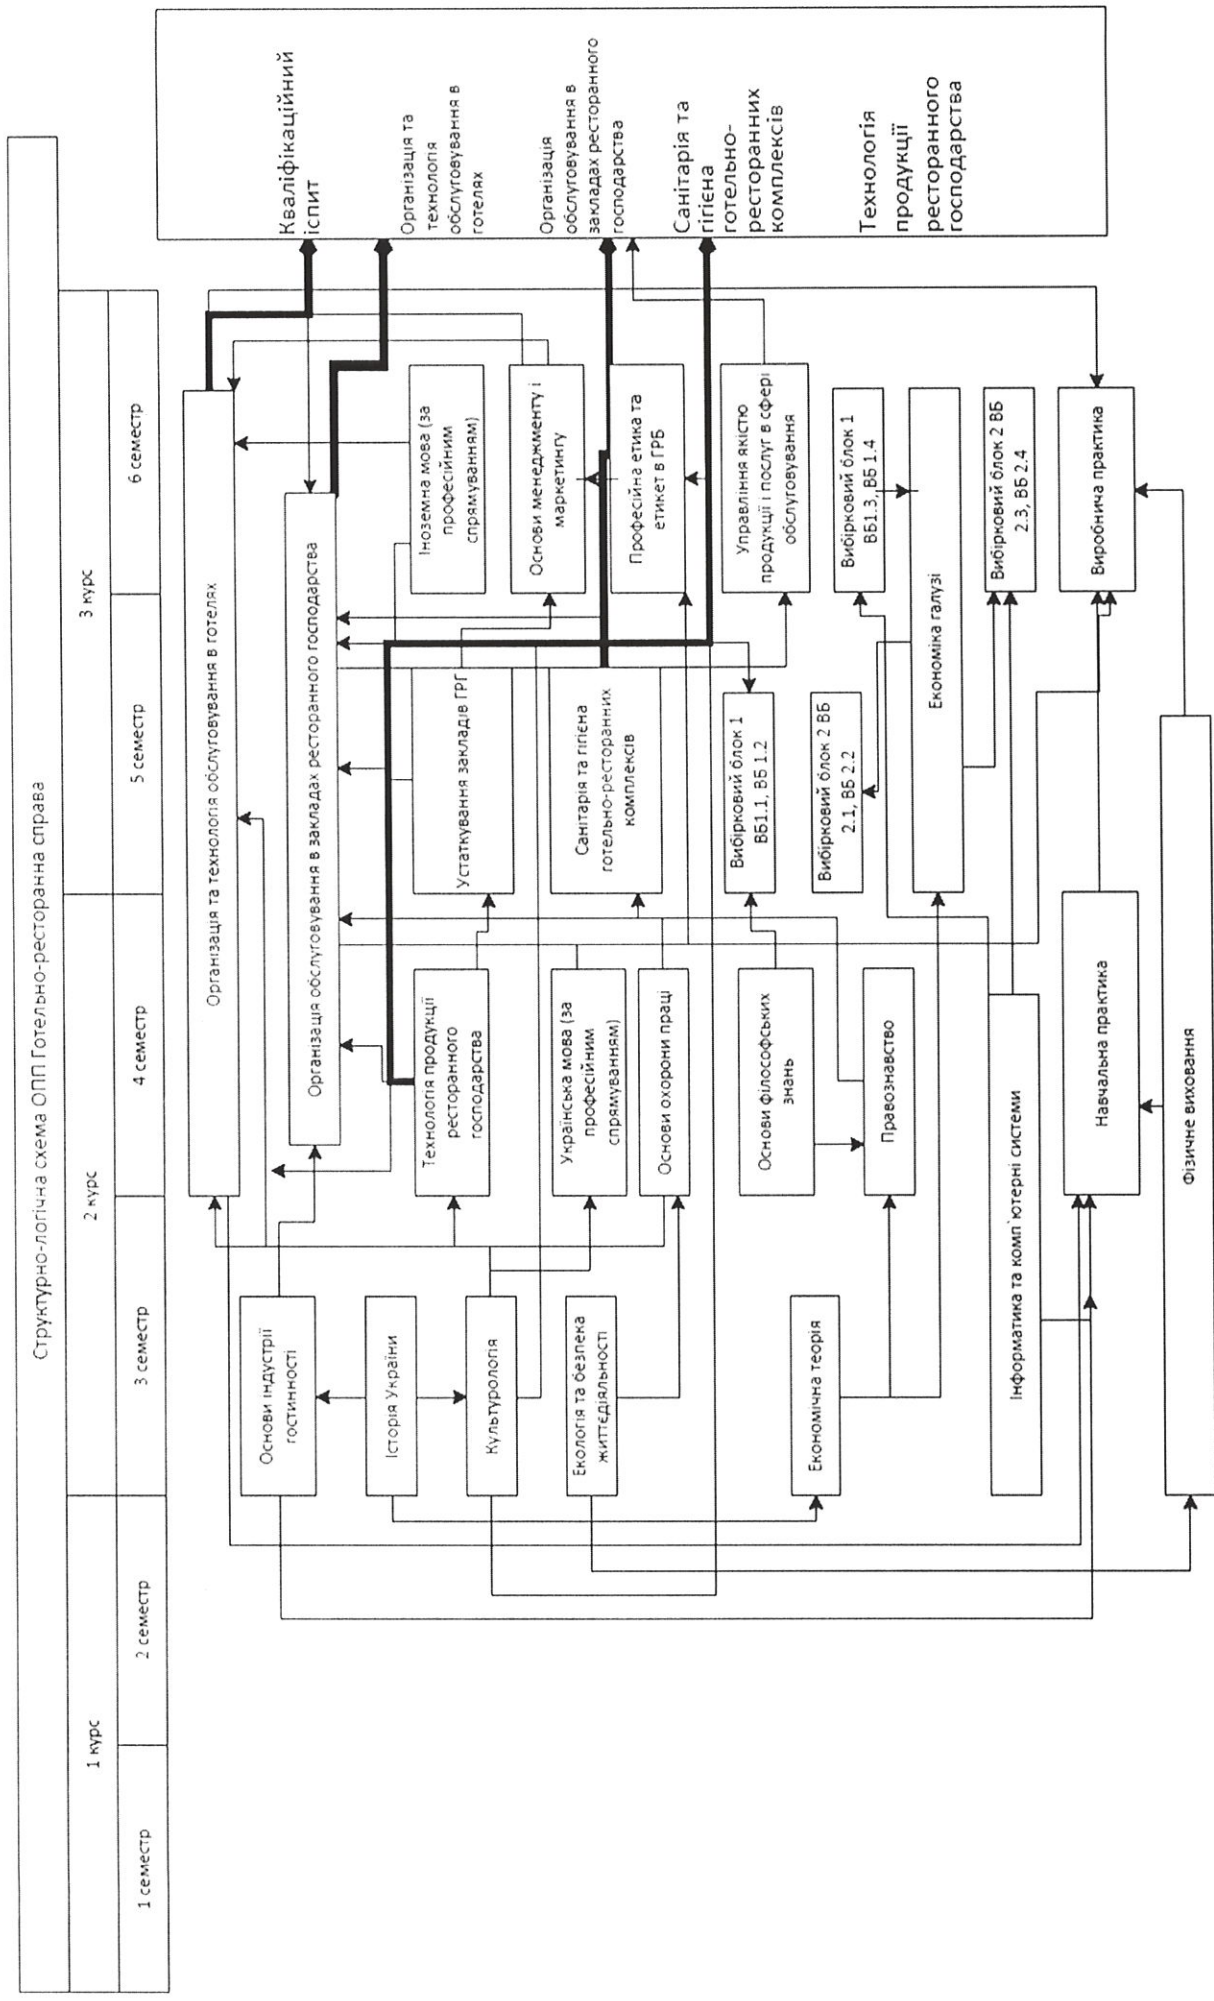 Структурно-логічна схема ОПП Готельно-ресторанна справа
1 курс
2 курс
3 курс
1 семестр
2 семестр
3 семестр
4 семестр
5 семестр
6 семестр
Організація та технологія обслуговування в готелях
Організація обслуговування в закладах ресторанного господарства
Основи індустрії
гостинності
Історія України
Культурологія
Екологія та безпека
життєдіяльності
Економічна теорія
Інформатика та комп'ютерні системи
Фізичне виховання
Технологія продукції
ресторанного
господарства
Українська мова (за
професійним
спрямуванням)
Основи охорони праці
Основи філософських
знань
Правознавство
Навчальна практика
Устаткування закладів ГРГ
Санітарія та гігієна
готельно-ресторанних
комплексів
Вибірковий блок 1
ВБ1.1, ВБ 1.2
Вибірковий блок 2 ВБ
2.1, ВБ 2.2
Економіка галузі
Іноземна мова (за
професійним
спрямуванням)
Основи менеджменту і
маркетингу
Професійна етика та
етикет в ГРБ
Управління якістю
продукції і послуг в сфері
обслуговування
Вибірковий блок 1
ВБ1.3, ВБ 1.4
Вибірковий блок 2 ВБ
2.3, ВБ 2.4
Виробнича практика
Кваліфікаційний
іспит
Організація та
технологія
обслуговування в
готелях
Організація
обслуговування в
закладах ресторанного
господарства
Санітарія та
гігієна
готельно-
ресторанних
комплексів
Технологія
продукції
ресторанного
господарства